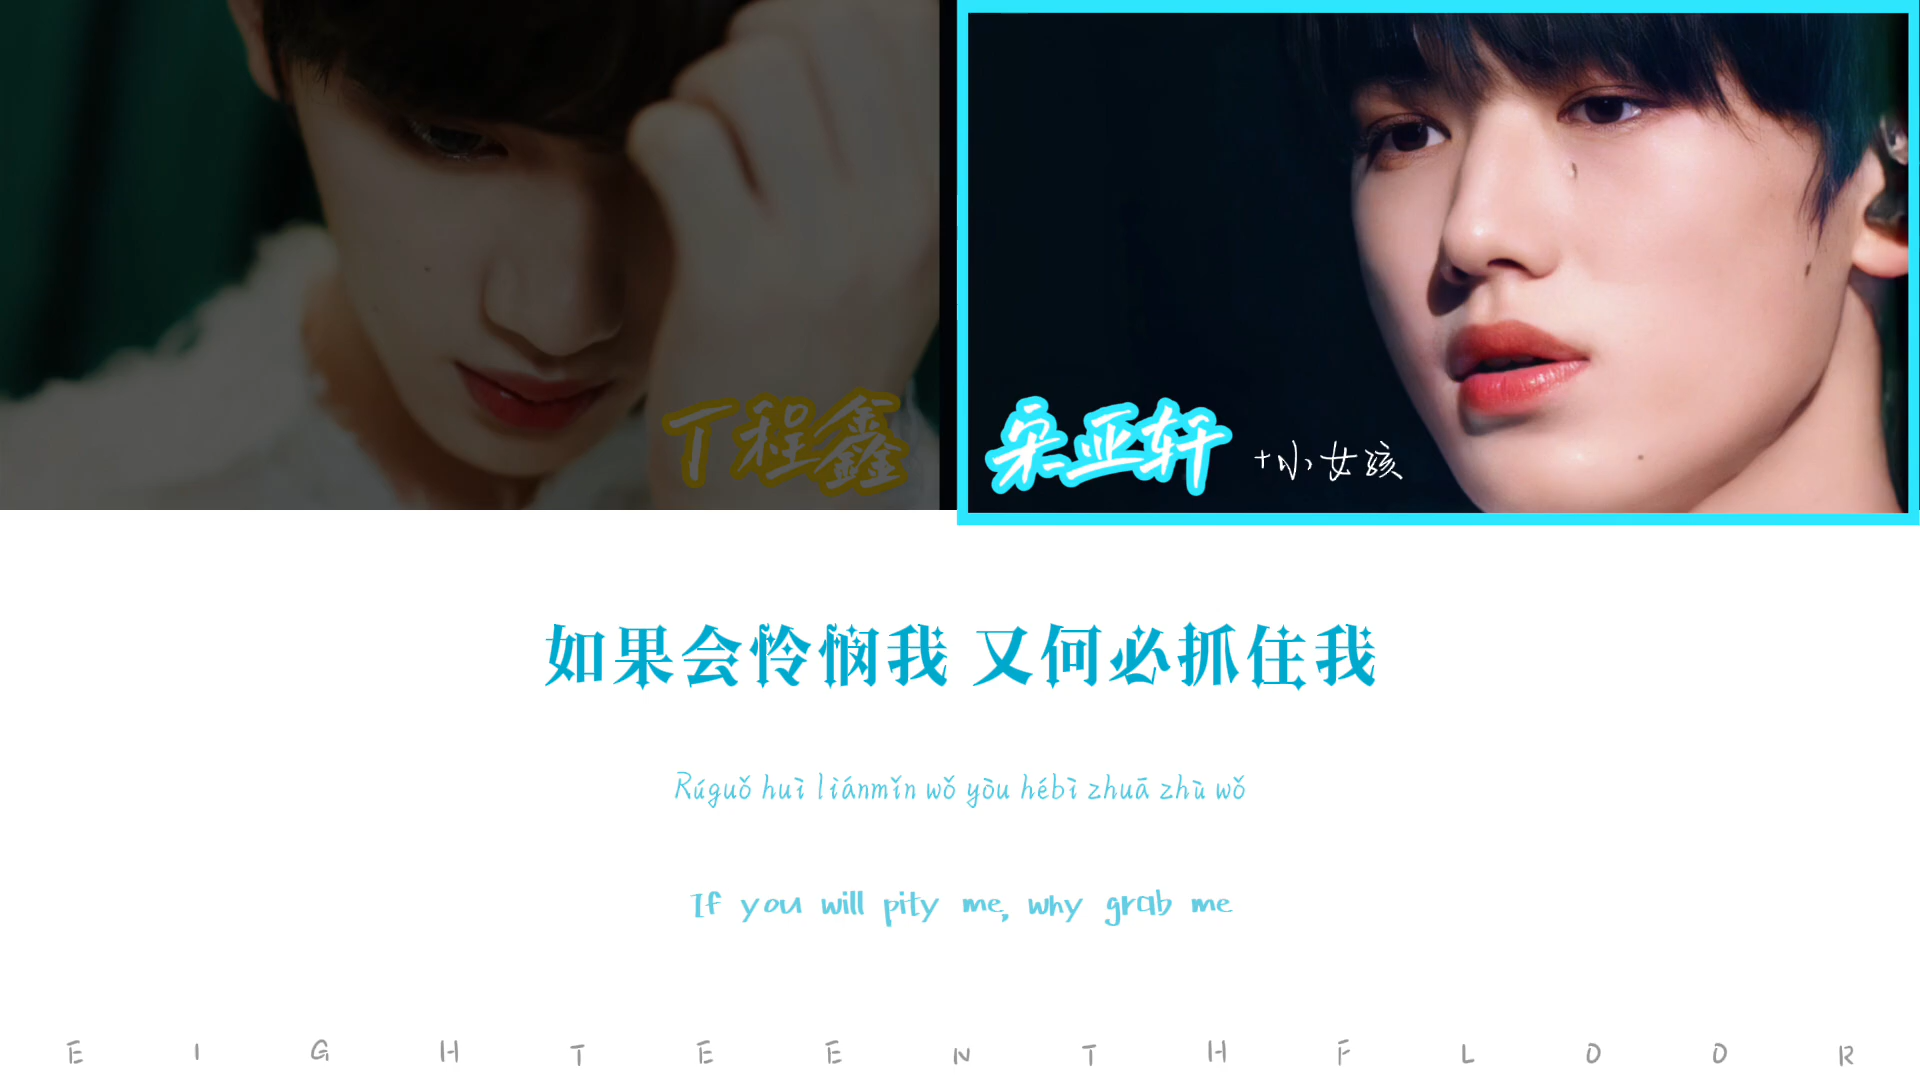 丁程鑫
宋亚轩 +小女孩
如果会怜悯我 又何必抓住我
Rúguǒ huì liánmǐn wǒ yòu hébì zhuā zhù wǒ
If you will pity me, why grab me
E I G H T E E N T H F L O O R